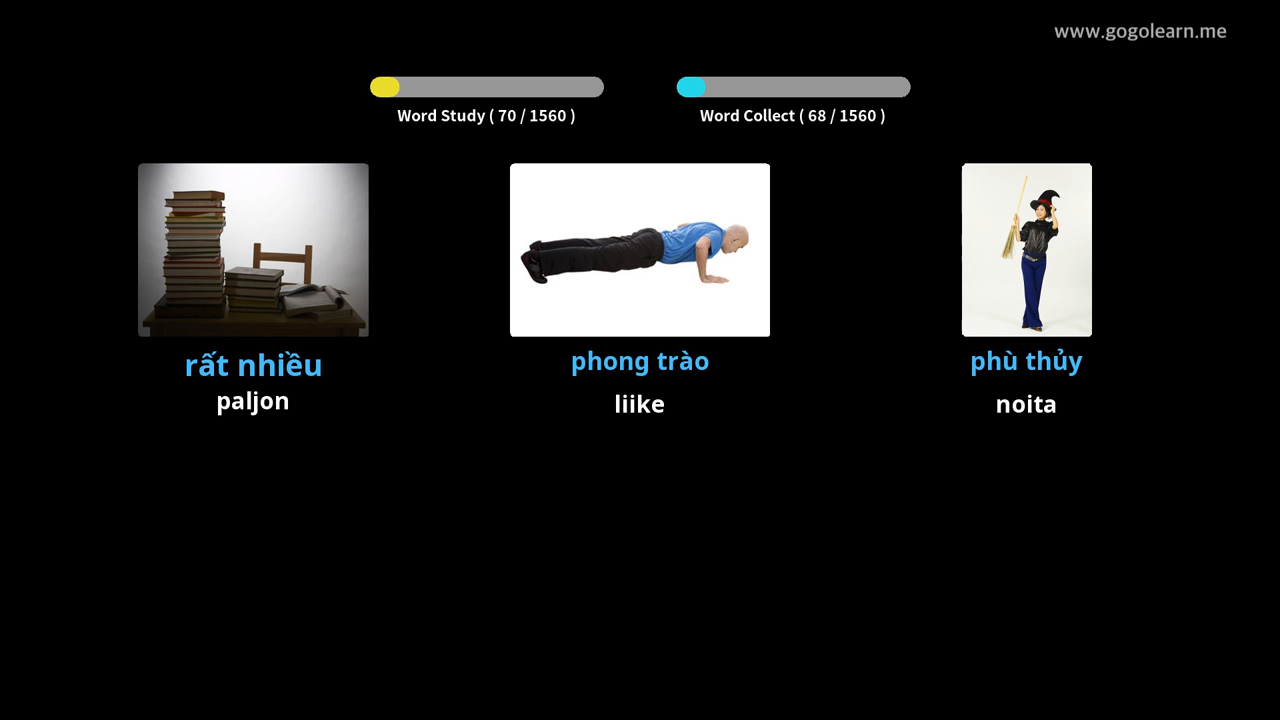 www.gogolearn.me
Word Study ( 70 / 1560 )
Word Collect ( 68 / 1560 )
rất nhiều
paljon
phong trào
liike
phù thủy
noita